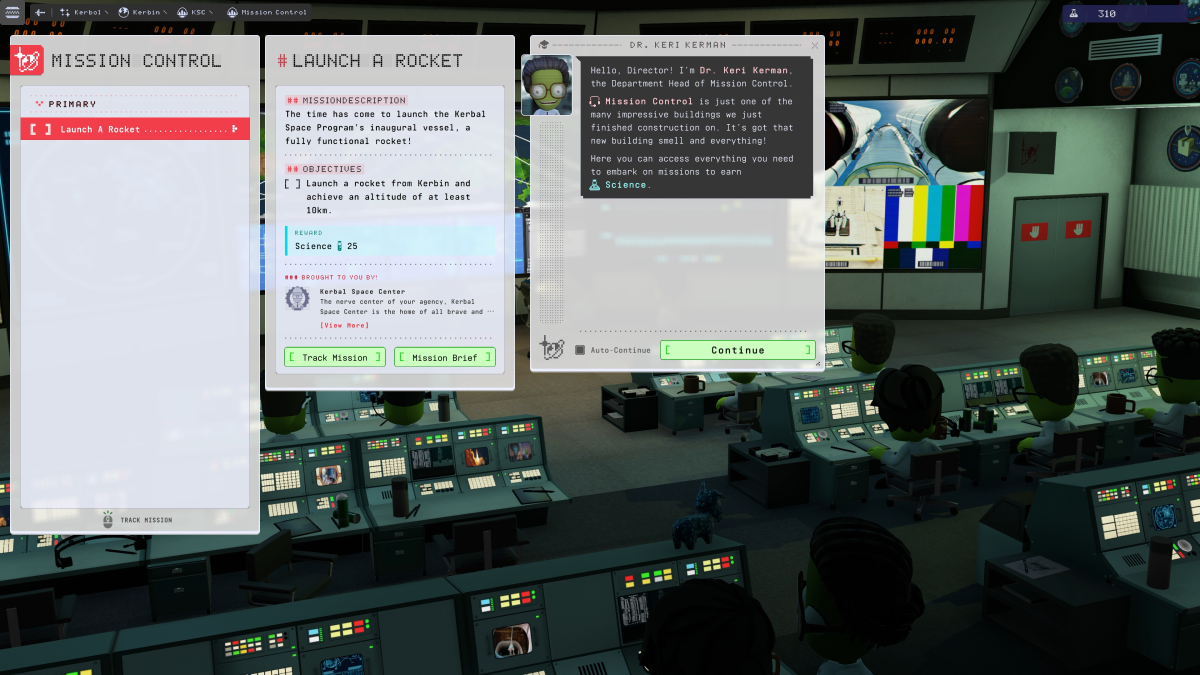 Kerbol
Kerbin
KSC
Mission Control
310
MISSION CONTROL
PRIMARY
[ ] Launch A Rocket
TRACK MISSION
#LAUNCH A ROCKET
## MISSIONDESCRIPTION
The time has come to launch the Kerbal
Space Program's inaugural vessel, a
fully functional rocket!
## OBJECTIVES
[ ] Launch a rocket from Kerbin and
achieve an altitude of at least
10km.
REWARD
Science 25
### BROUGHT TO YOU BY!
Kerbal Space Center
The nerve center of your agency, Kerbal
Space Center is the home of all brave and ...
[View More]
[ Track Mission ]
[ Mission Brief ]
DR. KERI KERMAN
Hello, Director! I'm Dr. Keri Kerman,
the Department Head of Mission Control.
Mission Control is just one of the
many impressive buildings we just
finished construction on. It's got that
new building smell and everything!
Here you can access everything you need
to embark on missions to earn
Science.
Auto-Continue
[ Continue ]